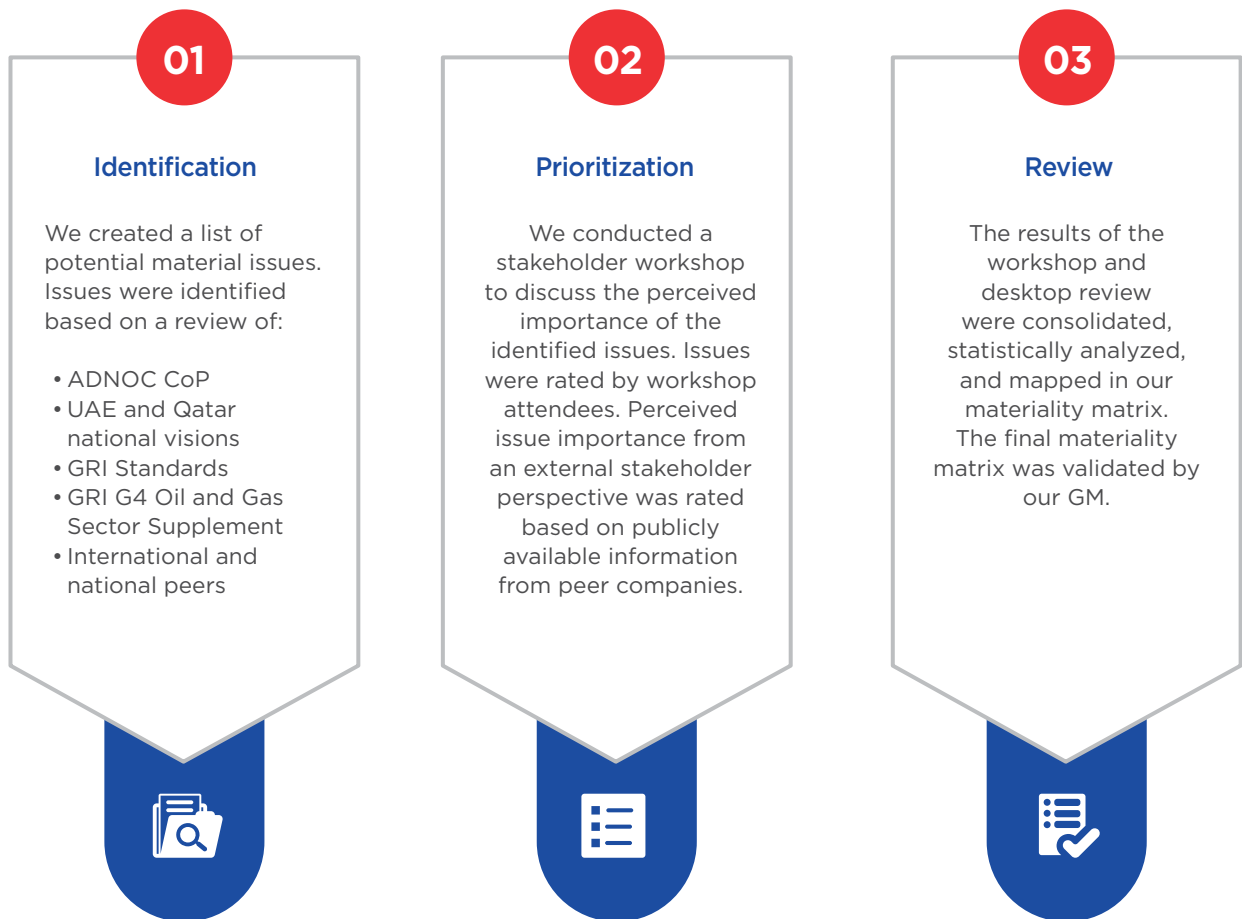 01
Identification
We created a list of
potential material issues.
Issues were identified
based on a review of:
• ADNOC CoP
• UAE and Qatar
national visions
• GRI Standards
• GRI G4 Oil and Gas
Sector Supplement
• International and
national peers
02
Prioritization
We conducted a
stakeholder workshop
to discuss the perceived
importance of the
identified issues. Issues
were rated by workshop
attendees. Perceived
issue importance from
an external stakeholder
perspective was rated
based on publicly
available information
from peer companies.
03
Review
The results of the
workshop and
desktop review
were consolidated,
statistically analyzed,
and mapped in our
materiality matrix.
The final materiality
matrix was validated by
our GM.